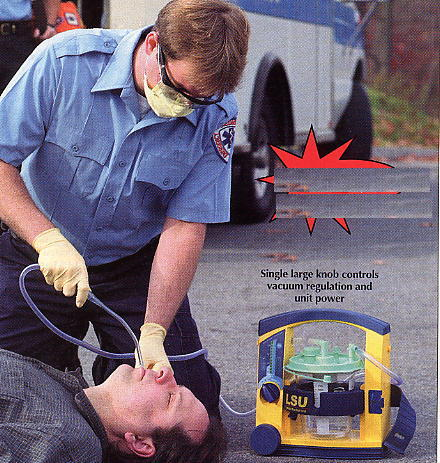 Single large knob controls
vacuum regulation and
unit power
LSU